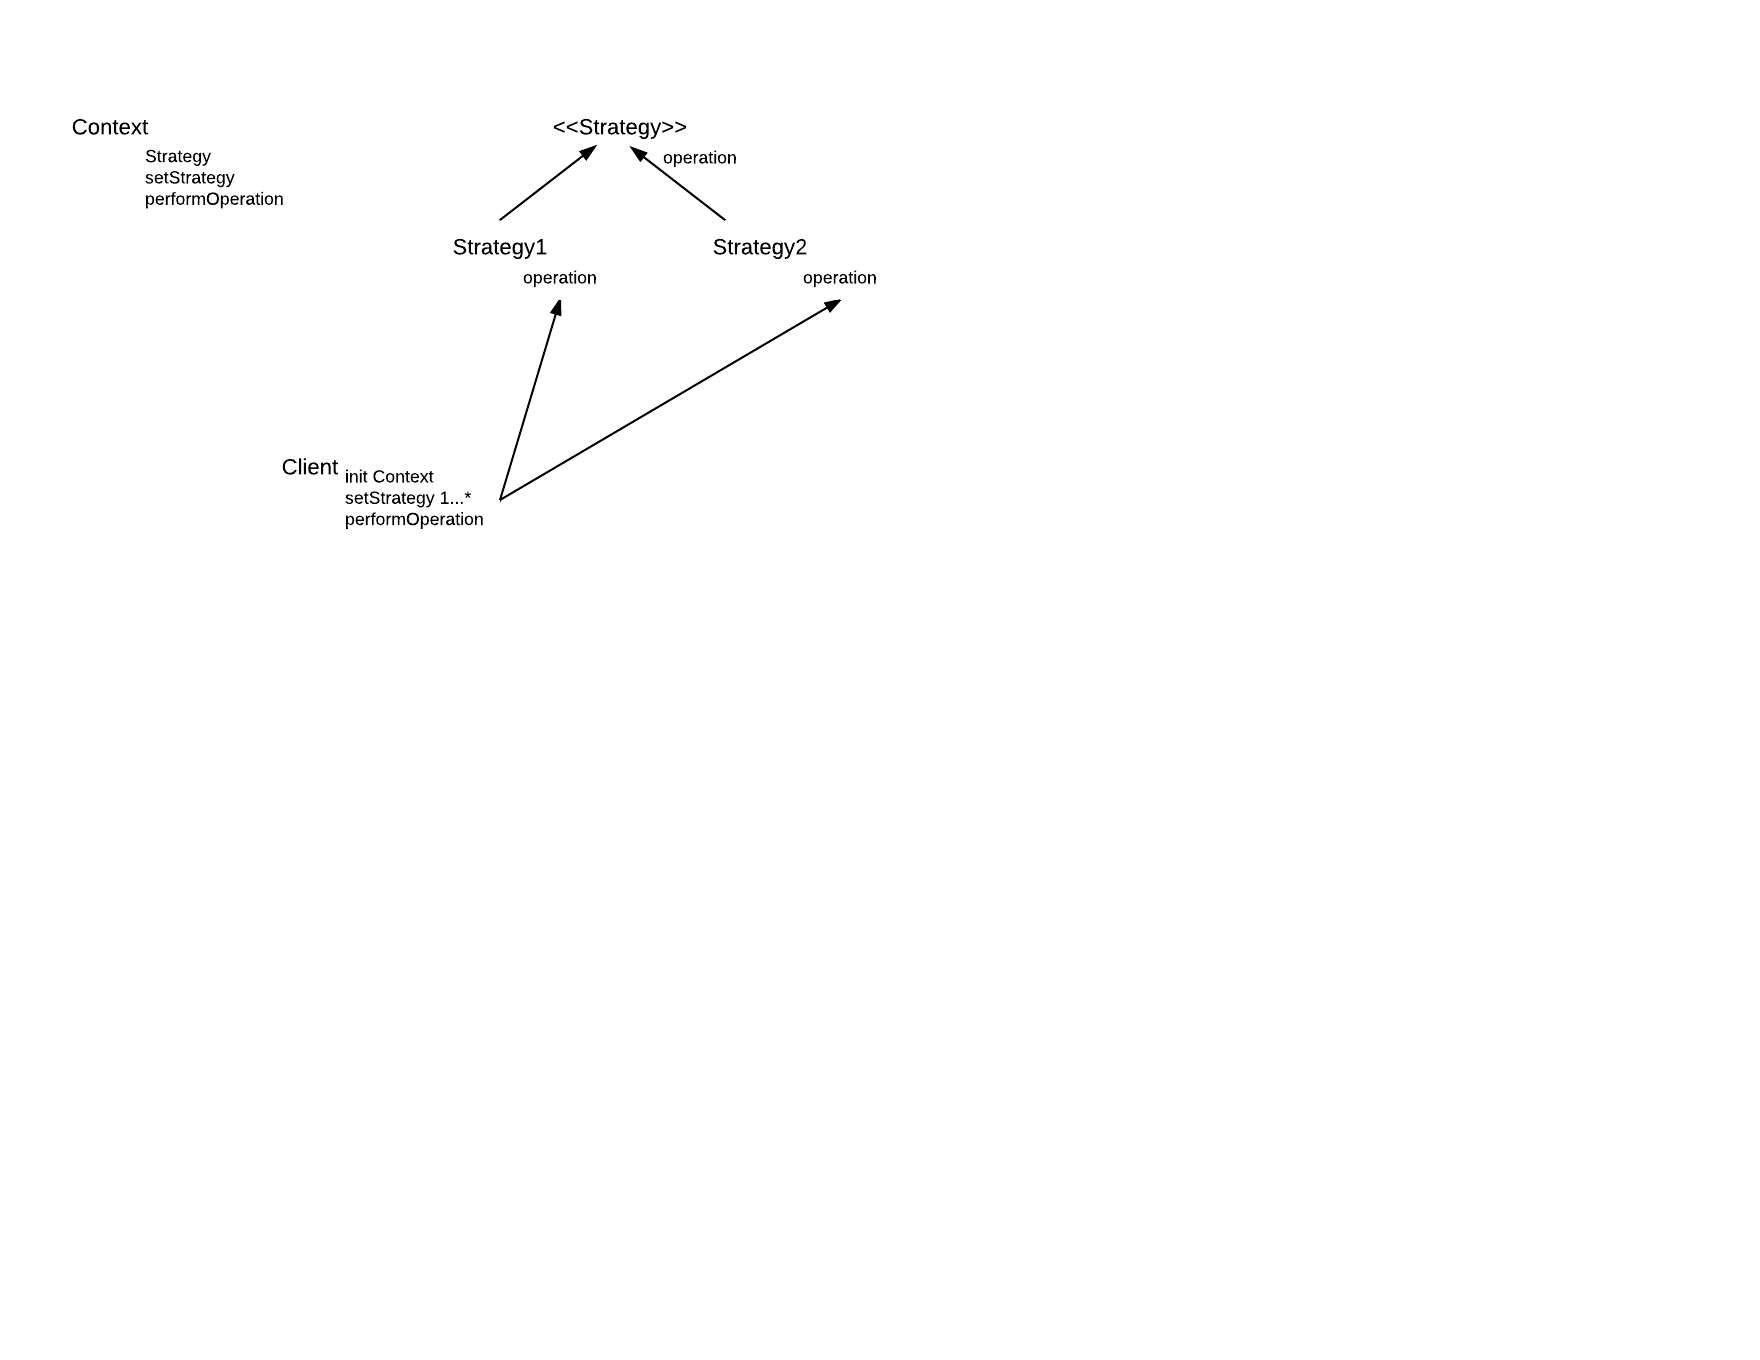 Context
Strategy
setStrategy
performOperation
<<Strategy>>
operation
Strategy1
operation
Strategy2
operation
Client
init Context
setStrategy 1...*
performOperation